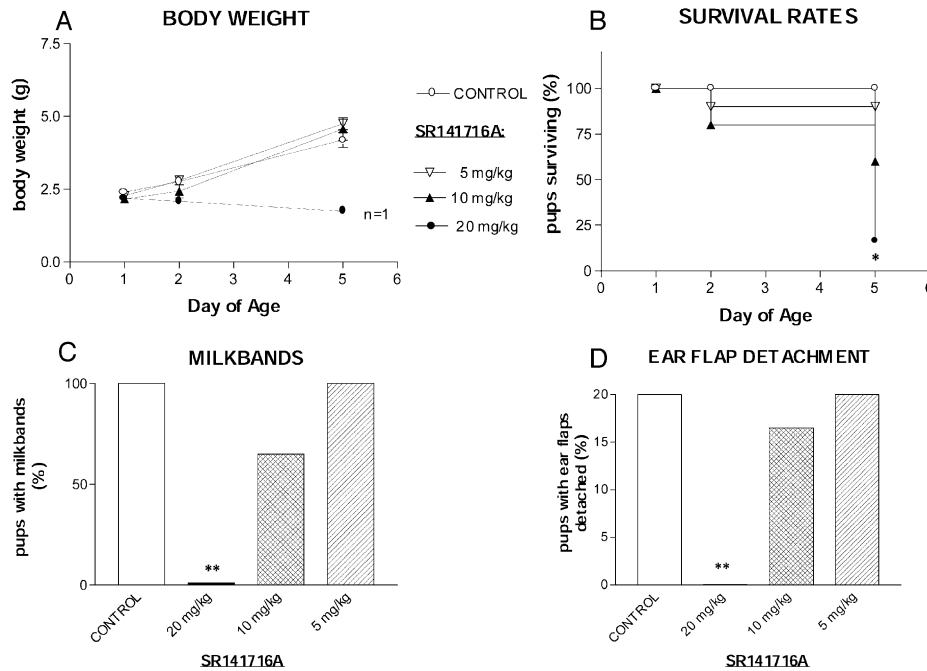 A
BODY WEIGHT
body weight (g)
7.5
5.0
2.5
0.0
0 1 2 3 4 5 6
Day of Age
n=1
CONTROL
SR141716A:
5 mg/kg
10 mg/kg
20 mg/kg
B
SURVIVAL RATES
pups surviving (%)
100
75
50
25
0
*
0 1 2 3 4 5 6
Day of Age
C
MILKBANDS
pups with milkbands
(%)
100
50
0
**
CONTROL
20 mg/kg
10 mg/kg
5 mg/kg
SR141716A
D
EAR FLAP DETACHMENT
pups with ear flaps
detached (%)
20
15
10
5
0
**
CONTROL
20 mg/kg
10 mg/kg
5 mg/kg
SR141716A